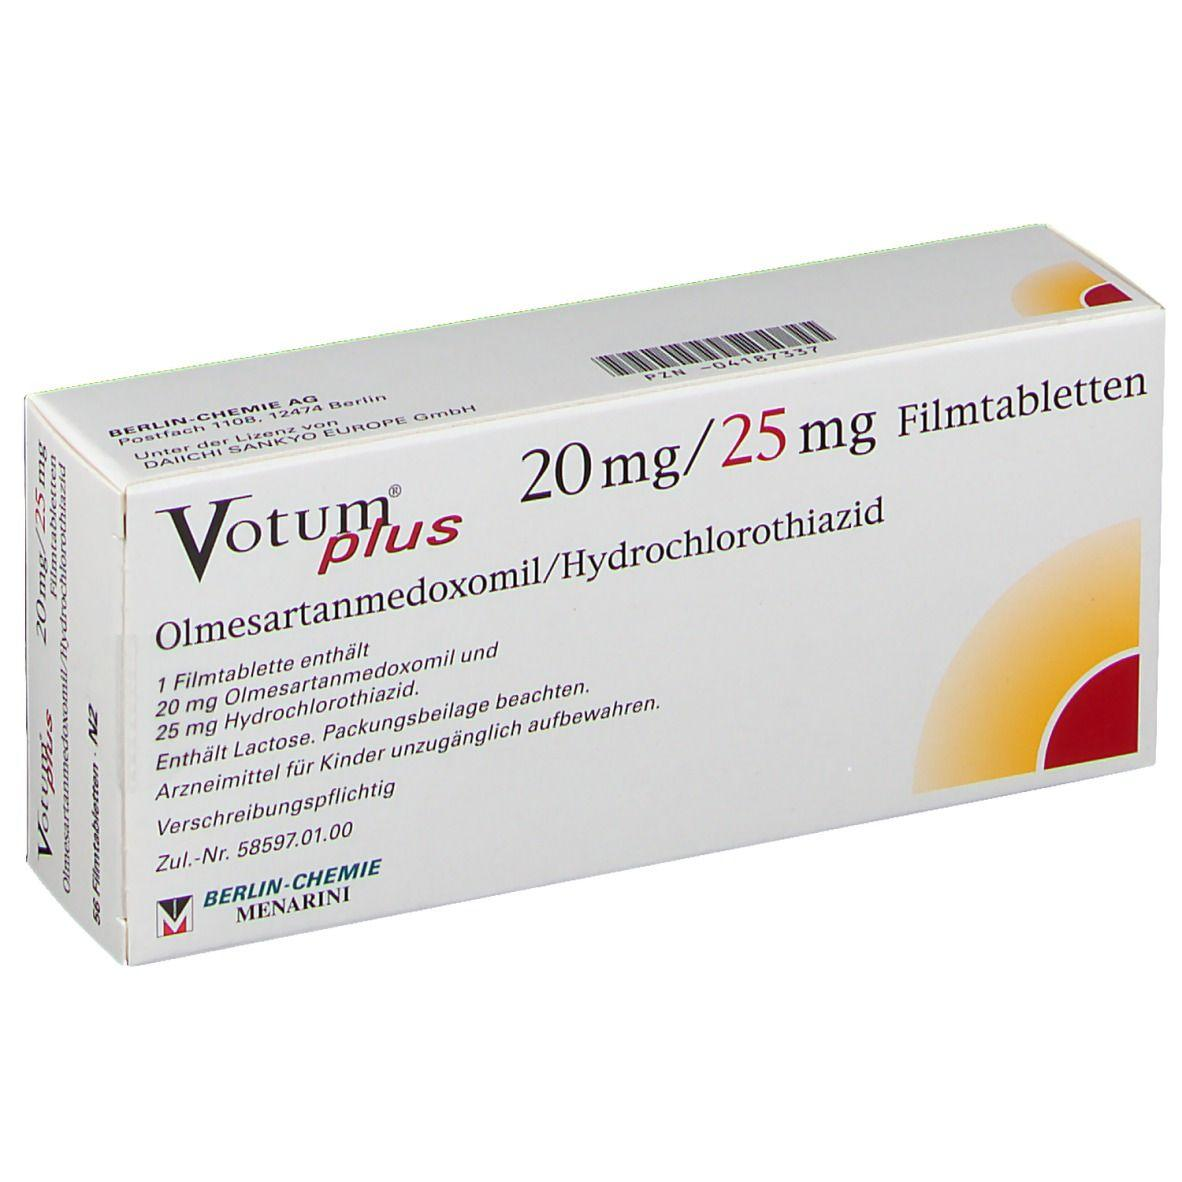 BERLIN-CHEMIE AG
Postfach 1108, 12474 Berlin
Unter der Lizenz von
DAIICHI SANKYO EUROPE GmbH
PZN -04187337
Votum® plus
20 mg/25 mg Filmtabletten
Olmesartanmedoxomil/Hydrochlorothiazid
1 Filmtablette enthält
20 mg Olmesartanmedoxomil und
25 mg Hydrochlorothiazid.
Enthält Lactose. Packungsbeilage beachten.
Arzneimittel für Kinder unzugänglich aufbewahren.
Verschreibungspflichtig
Zul.-Nr. 58597.01.00
BERLIN-CHEMIE
MENARINI
Votum® plus
20 mg/25 mg
Filmtabletten
Olmesartanmedoxomil/Hydrochlorothiazid
56 Filmtabletten · N2